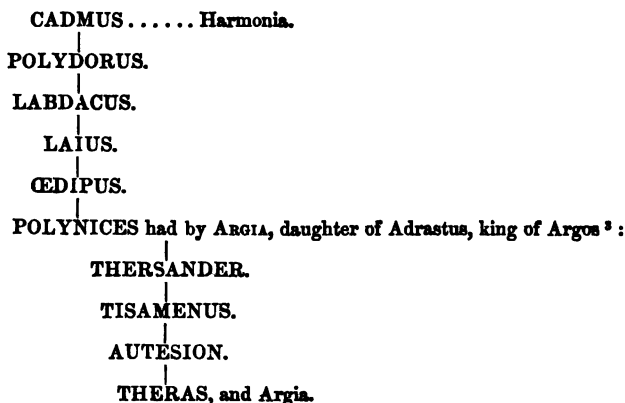 CADMUS...... Harmonia.
POLYDORUS.
LABDACUS.
LAIUS.
ŒDIPUS.
POLYNICES had by ARGIA, daughter of Adrastus, king of Argos ³ :
THERSANDER.
TISAMENUS.
AUTESION.
THERAS, and Argia.